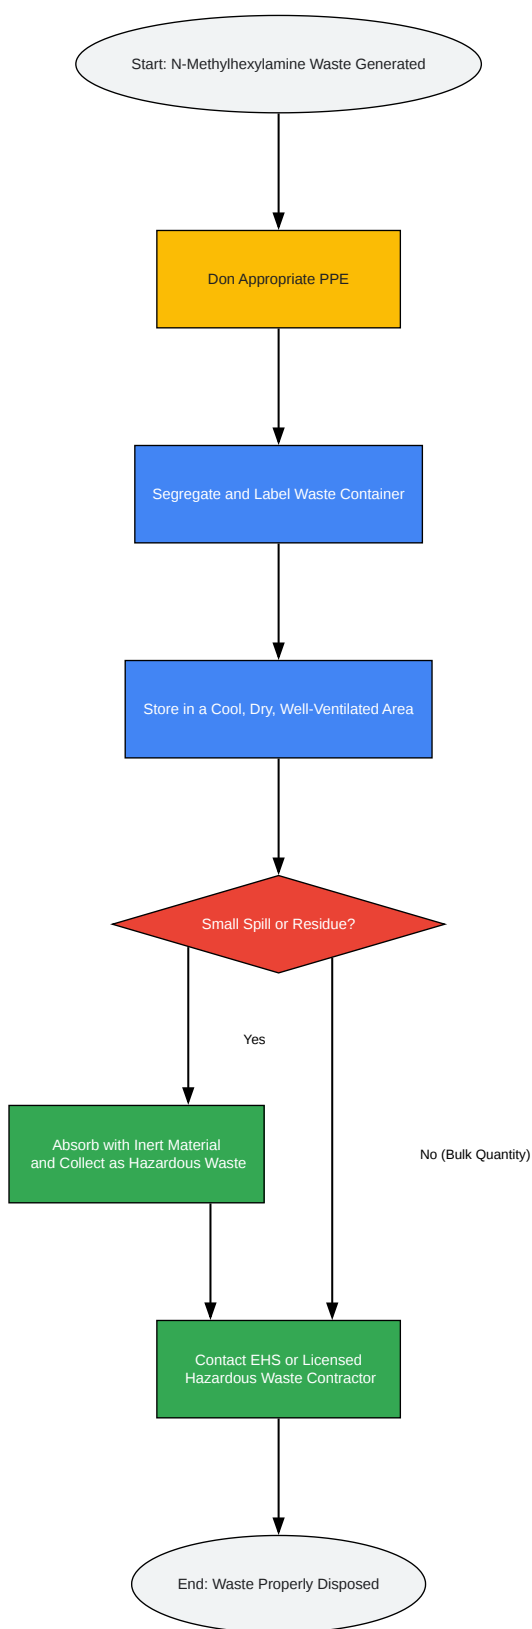 Start: N-Methylhexylamine Waste Generated
Don Appropriate PPE
Segregate and Label Waste Container
Store in a Cool, Dry, Well-Ventilated Area
Small Spill or Residue?
Yes
Absorb with Inert Material
and Collect as Hazardous Waste
No (Bulk Quantity)
Contact EHS or Licensed
Hazardous Waste Contractor
End: Waste Properly Disposed